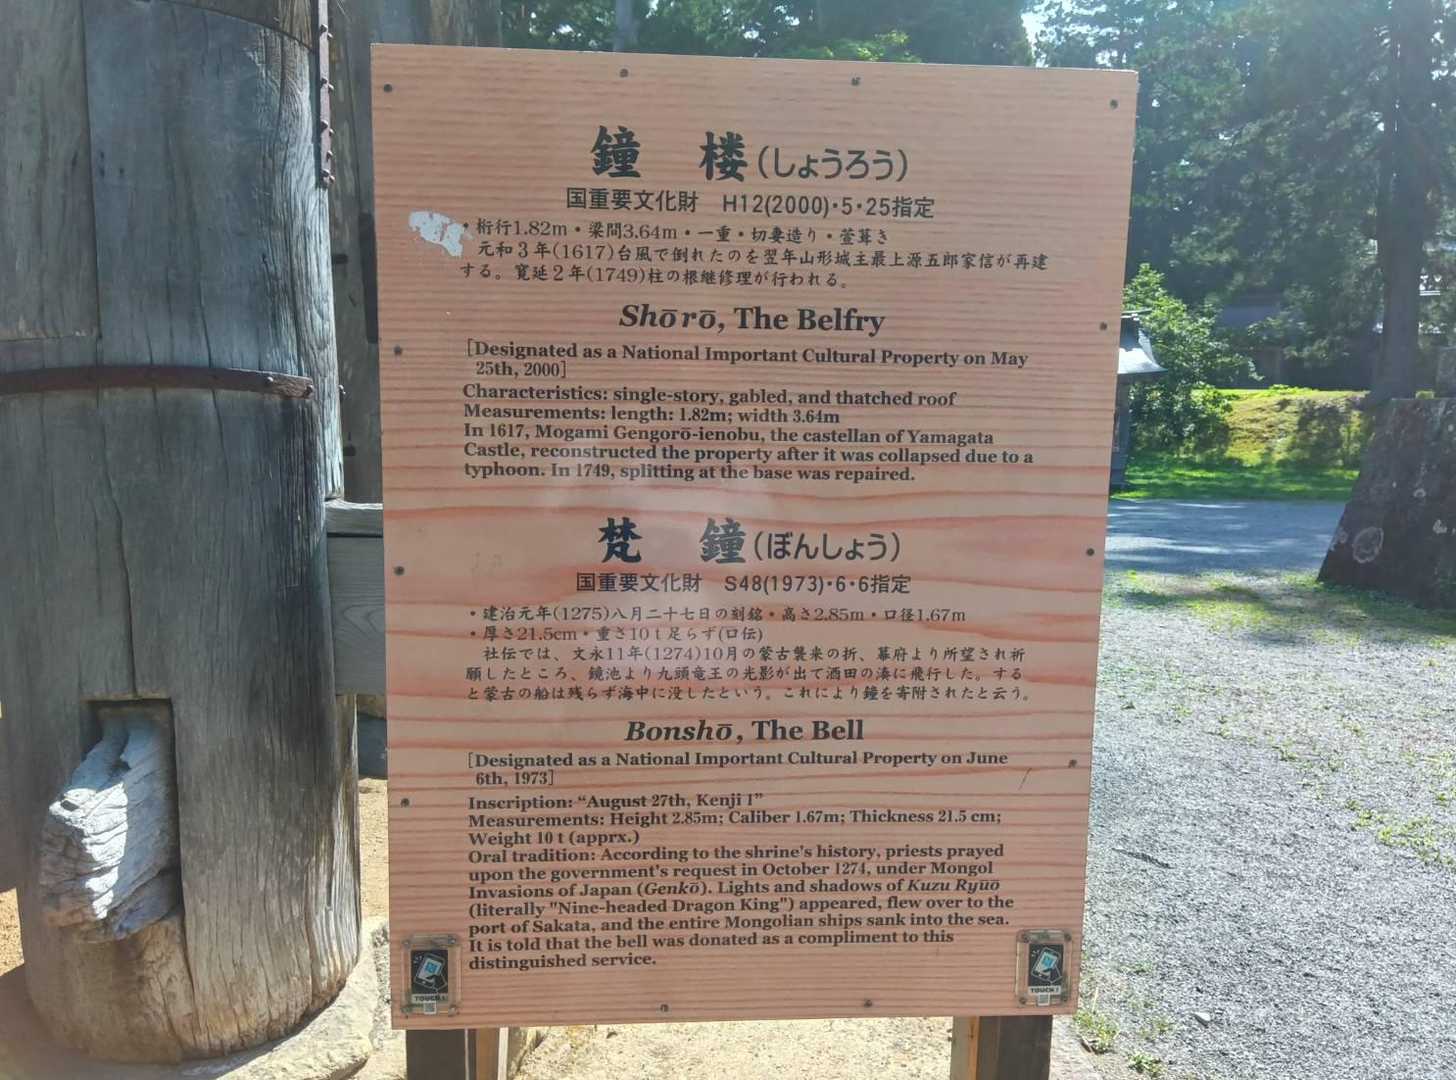 鐘 楼(しょうろう)
国重要文化財 H12(2000)・5・25指定
・桁行1.82m・梁間3.64m・一重・切妻造り・萱葺き
元和3年(1617)台風で倒れたのを翌年山形城主最上源五郎家信が再建
する。寛延2年(1749)柱の根継修理が行われる。
Shōrō, The Belfry
[Designated as a National Important Cultural Property on May
25th, 2000]
Characteristics: single-story, gabled, and thatched roof
Measurements: length: 1.82m; width 3.64m
In 1617, Mogami Gengorō-ienobu, the castellan of Yamagata
Castle, reconstructed the property after it was collapsed due to a
typhoon. In 1749, splitting at the base was repaired.
梵 鐘(ぼんしょう)
国重要文化財 S48(1973)・6・6指定
・建治元年(1275)八月二十七日の刻銘・高さ2.85m・口径1.67m
・厚さ21.5cm・重さ10t足らず(口伝)
社伝では、文永11年(1274)10月の蒙古襲来の折、幕府より所望され祈
願したところ、鏡池より九頭竜王の光影が出て酒田の湊に飛行した。する
と蒙古の船は残らず海中に没したという。これにより鐘を寄附されたと云う。
Bonshō, The Bell
[Designated as a National Important Cultural Property on June
6th, 1973]
Inscription: “August 27th, Kenji 1”
Measurements: Height 2.85m; Caliber 1.67m; Thickness 21.5 cm;
Weight 10 t (apprx.)
Oral tradition: According to the shrine's history, priests prayed
upon the government's request in October 1274, under Mongol
Invasions of Japan (Genkō). Lights and shadows of Kuzu Ryūō
(literally "Nine-headed Dragon King") appeared, flew over to the
port of Sakata, and the entire Mongolian ships sank into the sea.
It is told that the bell was donated as a compliment to this
distinguished service.
TOUCH!
TOUCH!